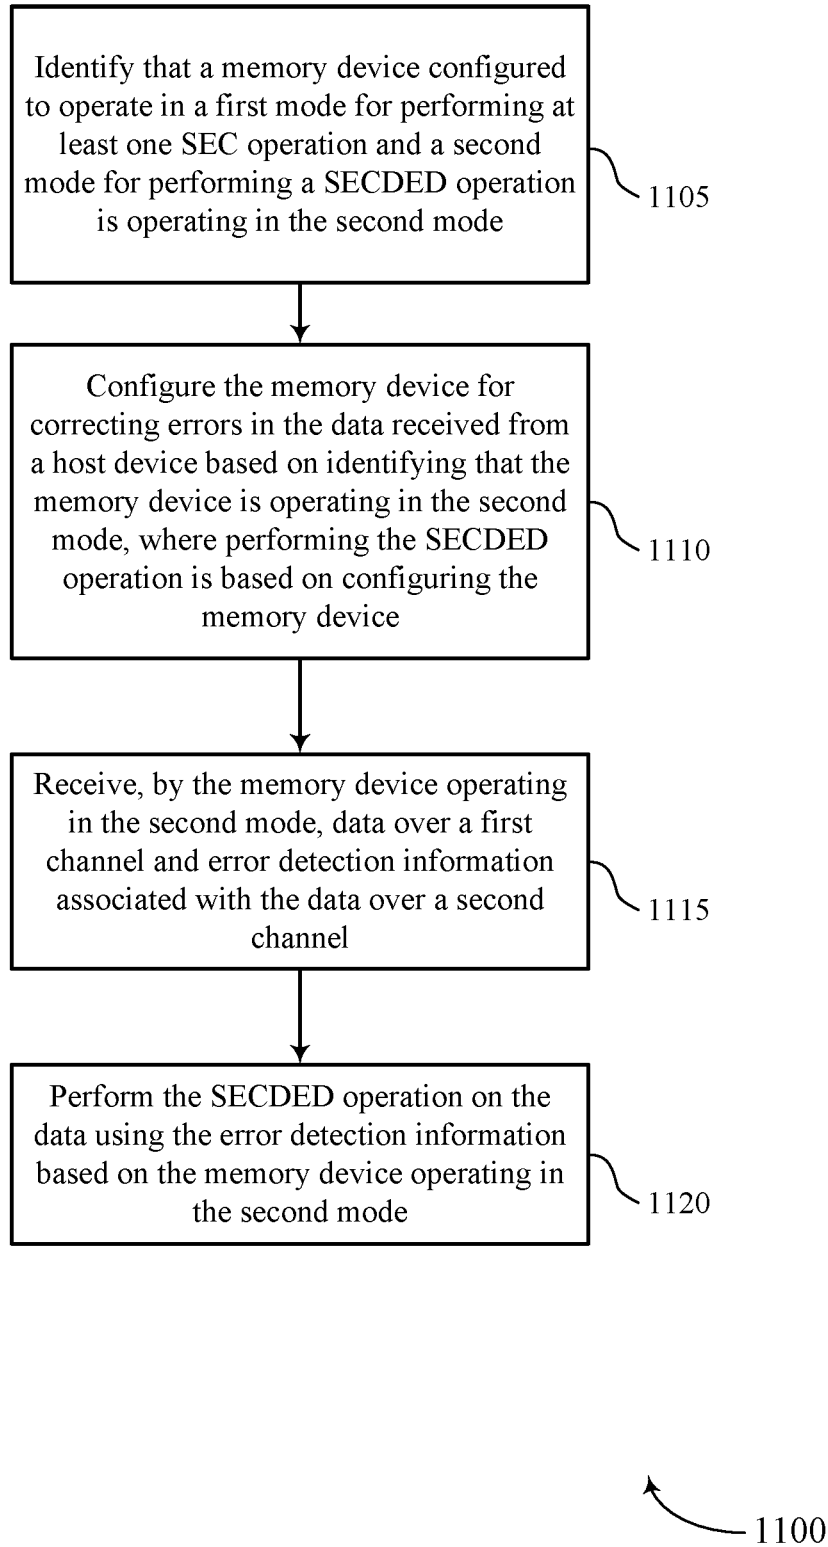 Identify that a memory device configured
to operate in a first mode for performing at
least one SEC operation and a second
mode for performing a SECDED operation
is operating in the second mode
1105
Configure the memory device for
correcting errors in the data received from
a host device based on identifying that the
memory device is operating in the second
mode, where performing the SECDED
operation is based on configuring the
memory device
1110
Receive, by the memory device operating
in the second mode, data over a first
channel and error detection information
associated with the data over a second
channel
1115
Perform the SECDED operation on the
data using the error detection information
based on the memory device operating in
the second mode
1120
1100